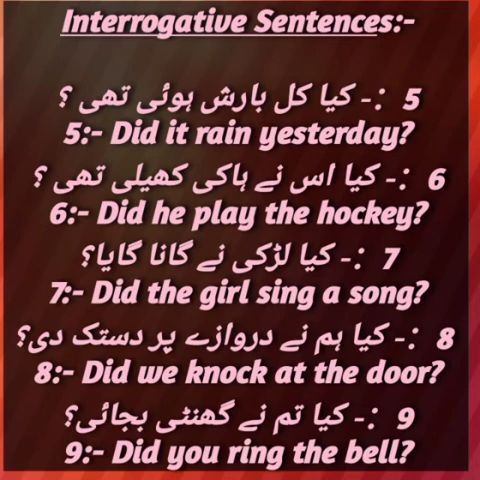 Interrogative Sentences:-
5 :- کیا کل بارش ہوئی تھی ؟
5:- Did it rain yesterday?
6 :- کیا اس نے ہاکی کھیلی تھی ؟
6:- Did he play the hockey?
7 :- کیا لڑکی نے گانا گایا؟
7:- Did the girl sing a song?
8 :- کیا ہم نے دروازے پر دستک دی؟
8:- Did we knock at the door?
9 :- کیا تم نے گھنٹی بجائی؟
9:- Did you ring the bell?